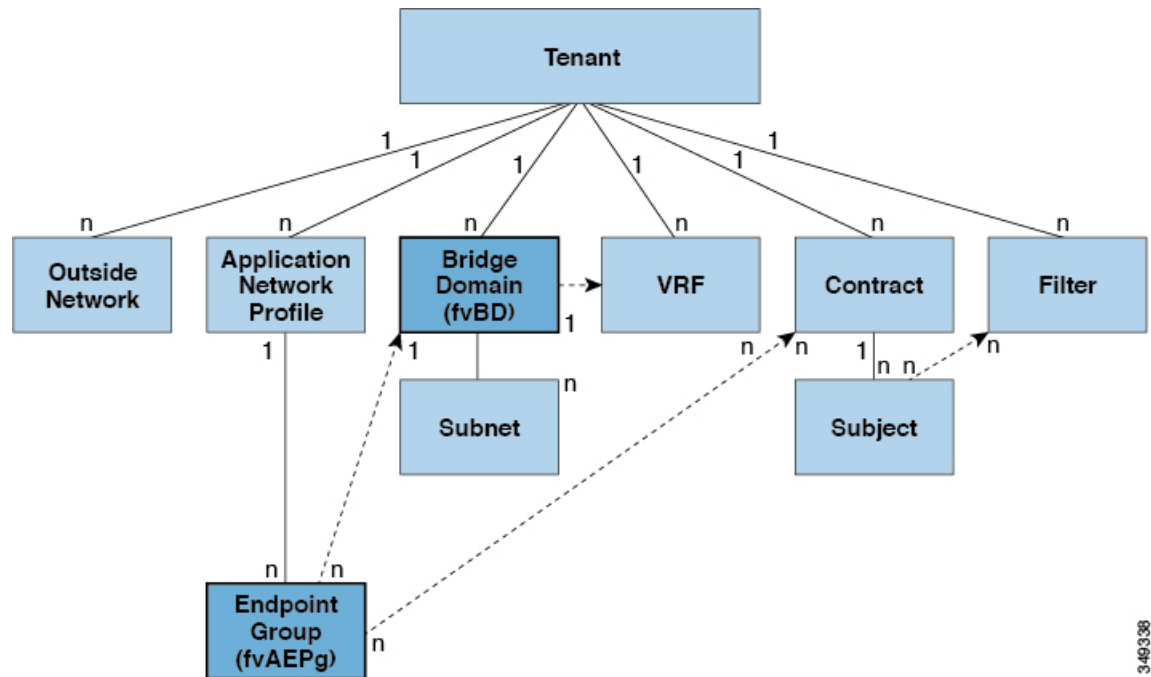 Tenant
1
1
1
1
1
1
n
n
n
n
n
n
Outside
Network
Application
Network
Profile
Bridge
Domain
(fvBD)
VRF
Contract
Filter
1
1
1
n
n
1
n
n
n
n
Subnet
Subject
n
n
Endpoint
Group
(fvAEPg)
n
349338